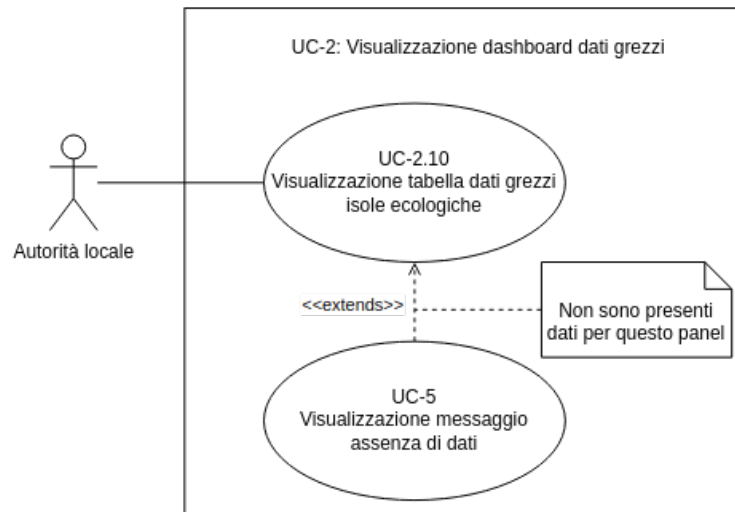 UC-2: Visualizzazione dashboard dati grezzi
UC-2.10
Visualizzazione tabella dati grezzi
isole ecologiche
Autorità locale
<<extends>>
Non sono presenti
dati per questo panel
UC-5
Visualizzazione messaggio
assenza di dati